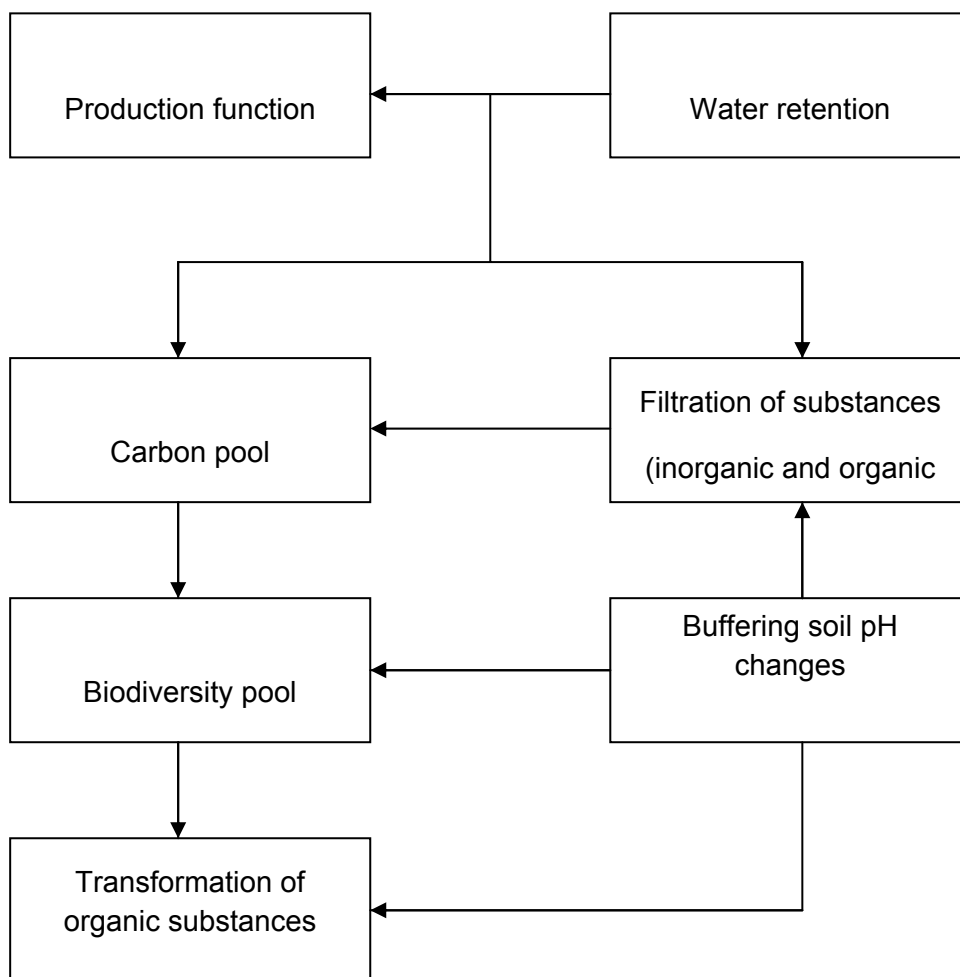 Production function
Water retention
Carbon pool
Filtration of substances
(inorganic and organic
Biodiversity pool
Buffering soil pH
changes
Transformation of
organic substances